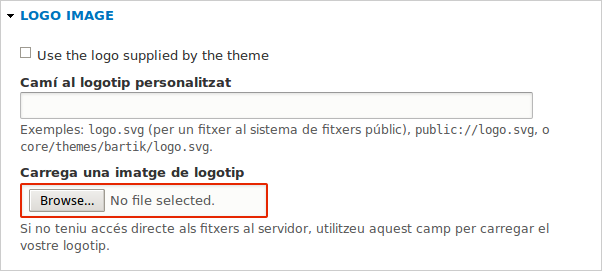 LOGO IMAGE
Use the logo supplied by the theme
Camí al logotip personalitzat
Exemples: logo.svg (per un fitxer al sistema de fitxers públic), public://logo.svg, o
core/themes/bartik/logo.svg.
Carrega una imatge de logotip
Browse... No file selected.
Si no teniu accés directe als fitxers al servidor, utilitzeu aquest camp per carregar el
vostre logotip.